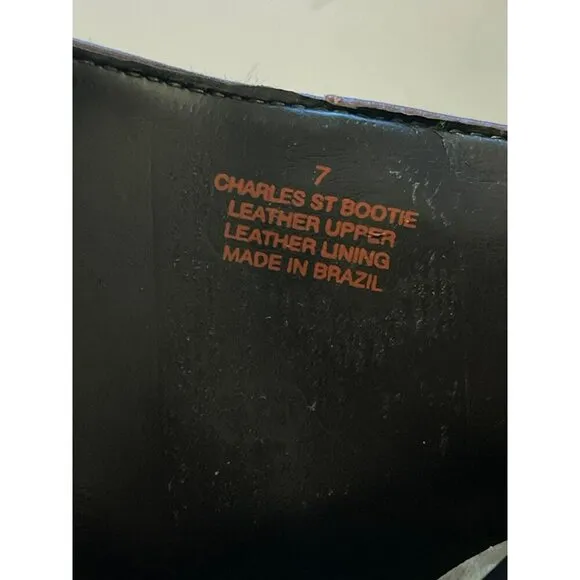 7
CHARLES ST BOOTIE
LEATHER UPPER
LEATHER LINING
MADE IN BRAZIL